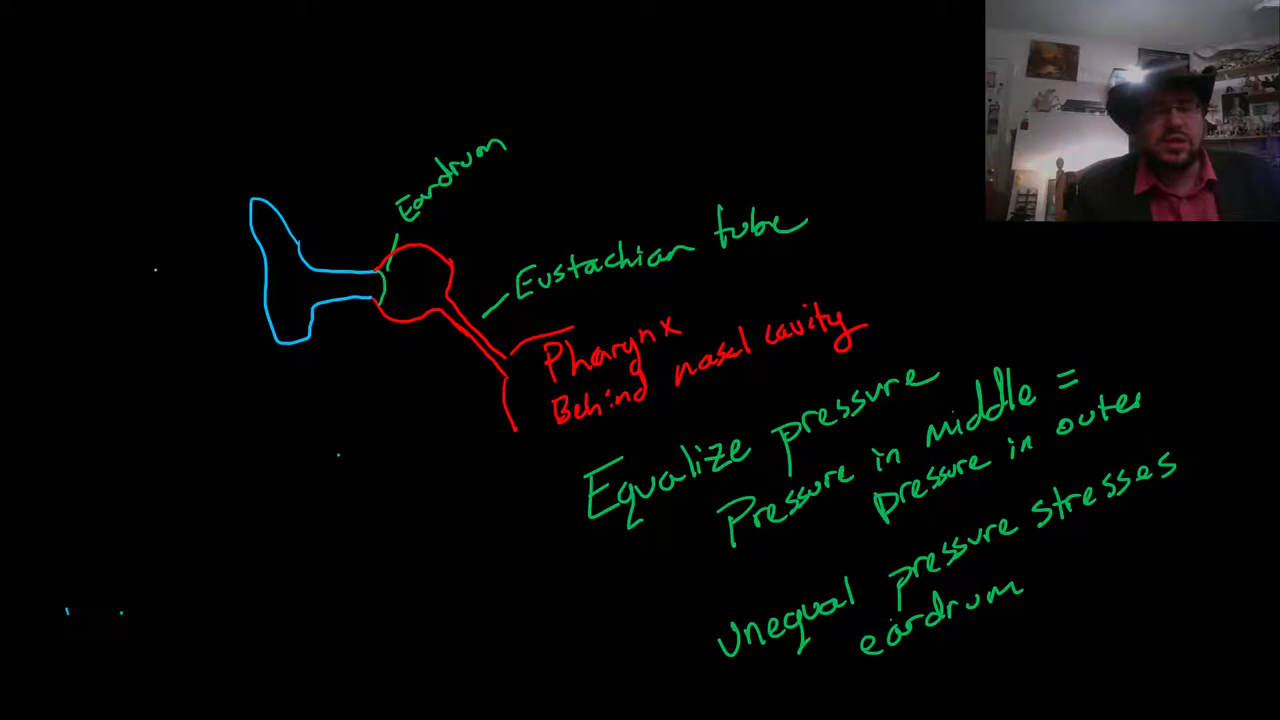 Eardrum
Eustachian tube
Pharynx
Behind nasal cavity
Equalize pressure
Pressure in middle =
pressure in outer
Unequal pressure stresses
eardrum